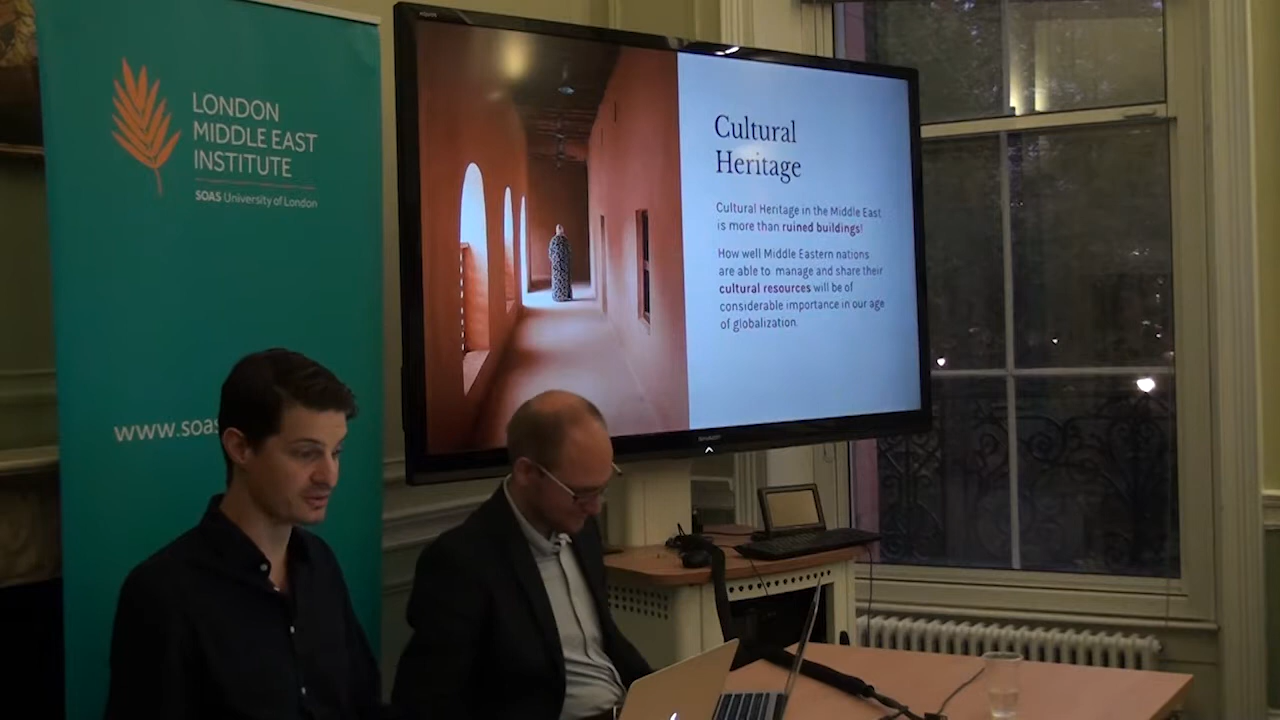 LONDON
MIDDLE EAST
INSTITUTE
SOAS University of London
www.soas
Cultural
Heritage
Cultural Heritage in the Middle East
is more than ruined buildings!
How well Middle Eastern nations
are able to manage and share their
cultural resources will be of
considerable importance in our age
of globalization.
SHARP